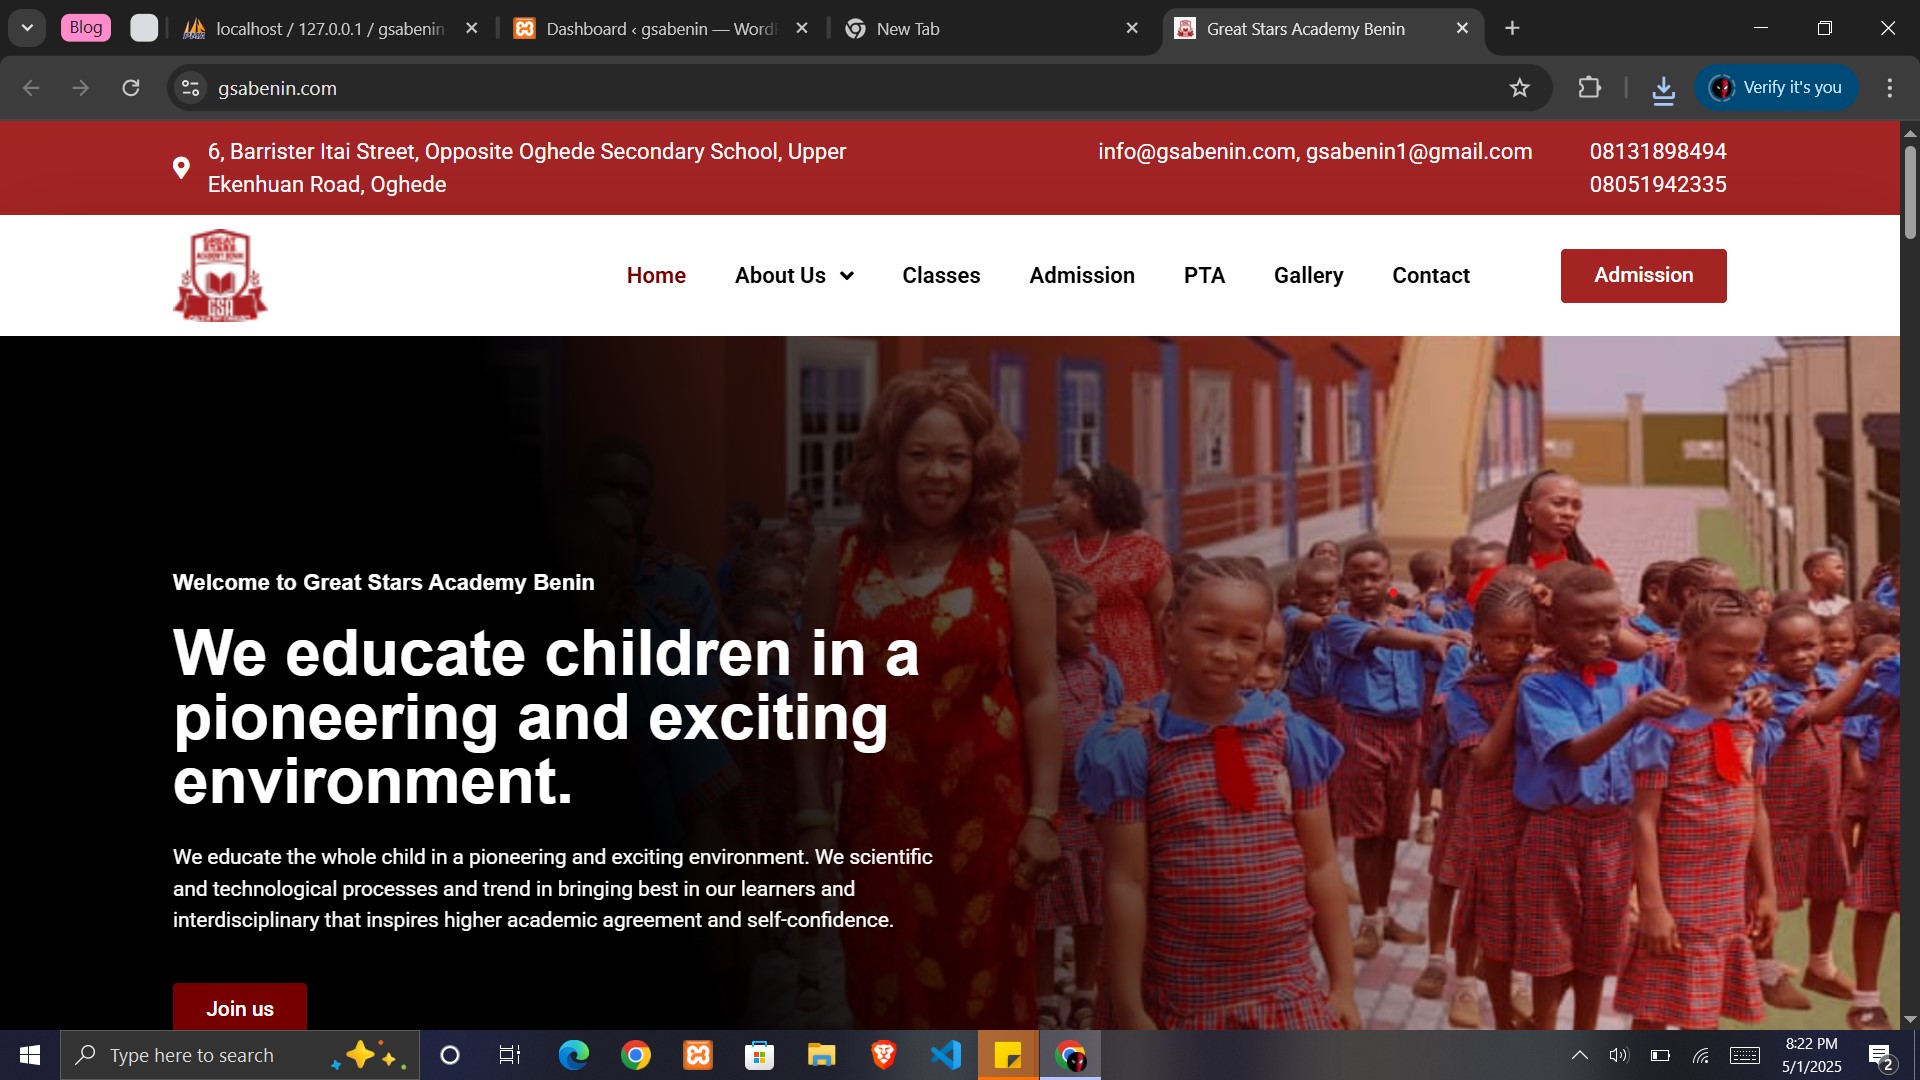 Blog
localhost / 127.0.0.1 / gsabenin
Dashboard ‹ gsabenin — Word
New Tab
Great Stars Academy Benin
gsabenin.com
Verify it's you
6, Barrister Itai Street, Opposite Oghede Secondary School, Upper
Ekenhuan Road, Oghede
info@gsabenin.com, gsabenin1@gmail.com
08131898494
08051942335
GREAT
STARS
ACADEMY BENIN
GSA
Home
About Us
Classes
Admission
PTA
Gallery
Contact
Admission
Welcome to Great Stars Academy Benin
We educate children in a
pioneering and exciting
environment.
We educate the whole child in a pioneering and exciting environment. We scientific
and technological processes and trend in bringing best in our learners and
interdisciplinary that inspires higher academic agreement and self-confidence.
Join us
Type here to search
8:22 PM
5/1/2025
2